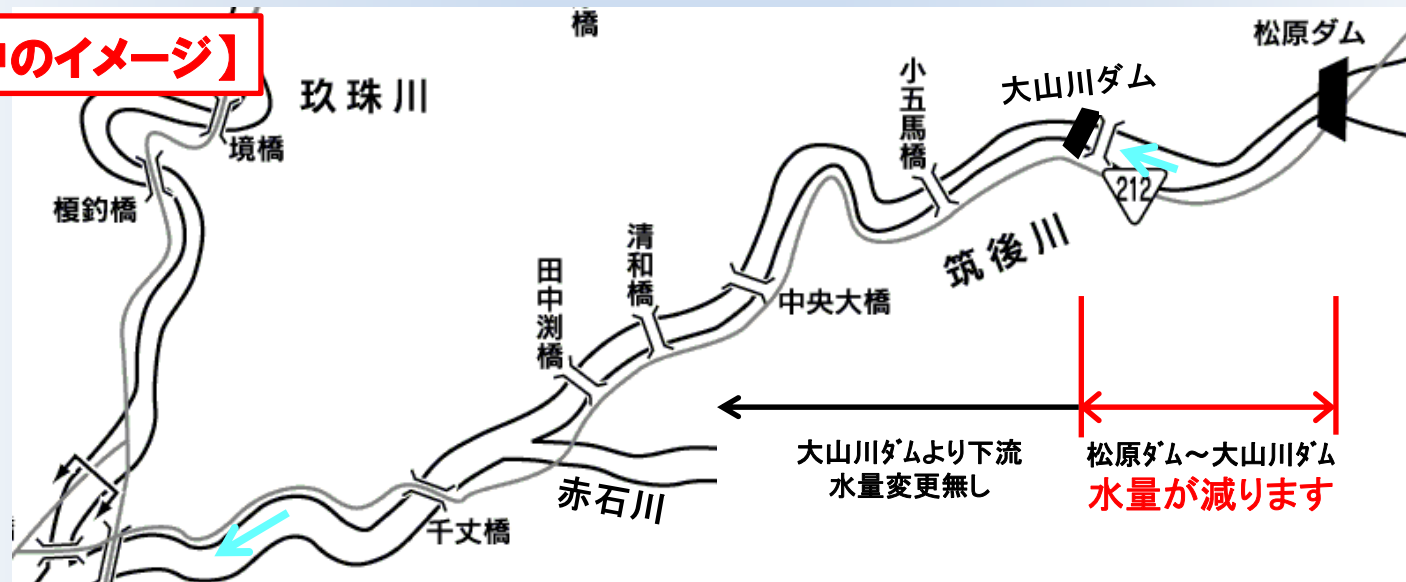 中のイメージ】
橋
松原ダム
玖珠川
小五馬橋
大山川ダム
境橋
榎釣橋
212
清和橋
筑後川
田中渕橋
中央大橋
大山川ダムより下流
水量変更無し
松原ダム～大山川ダム
水量が減ります
赤石川
千丈橋